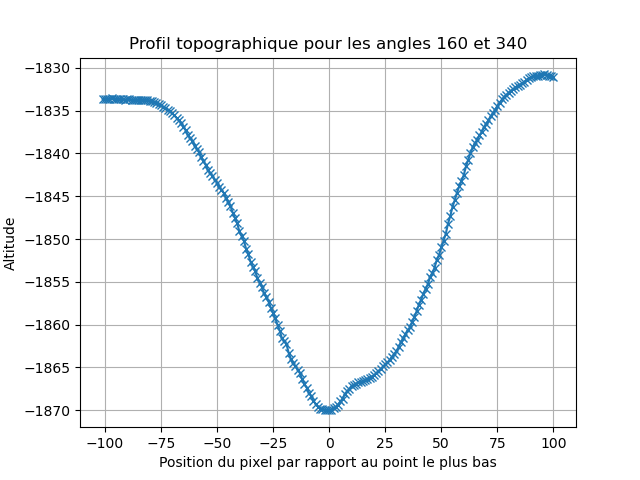 Profil topographique pour les angles 160 et 340
−1830
−1835
−1840
−1845
−1850
−1855
−1860
−1865
−1870
Altitude
−100 −75 −50 −25 0 25 50 75 100
Position du pixel par rapport au point le plus bas